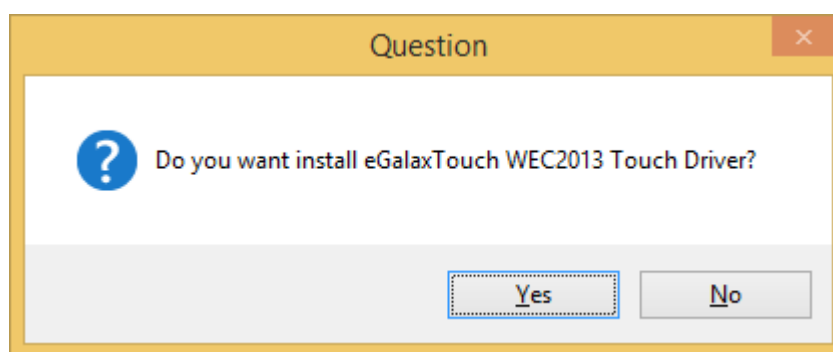 Question
Do you want install eGalaxTouch WEC2013 Touch Driver?
Yes
No